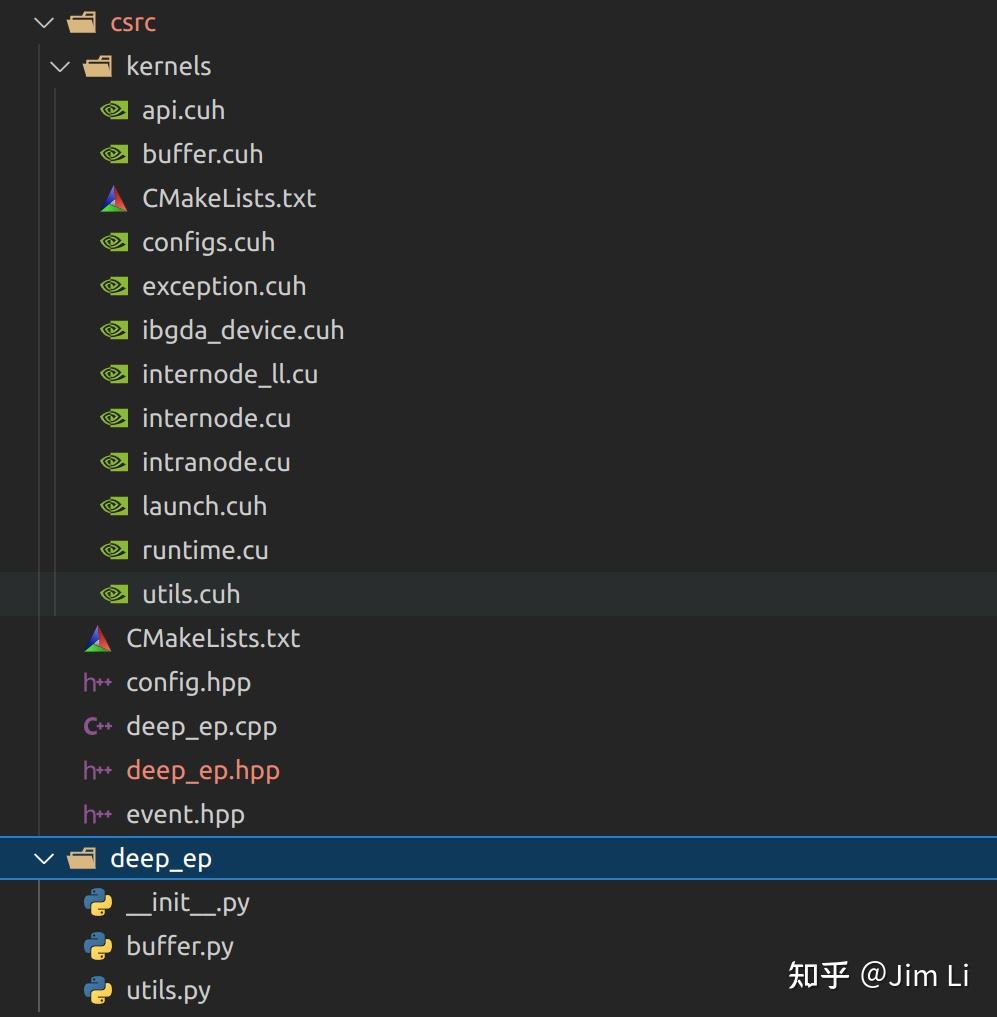 csrc
kernels
api.cuh
buffer.cuh
CMakeLists.txt
configs.cuh
exception.cuh
ibgda_device.cuh
internode_ll.cu
internode.cu
intranode.cu
launch.cuh
runtime.cu
utils.cuh
CMakeLists.txt
h++ config.hpp
C++ deep_ep.cpp
h++ deep_ep.hpp
h++ event.hpp
deep_ep
__init__.py
buffer.py
utils.py
知乎 @Jim Li